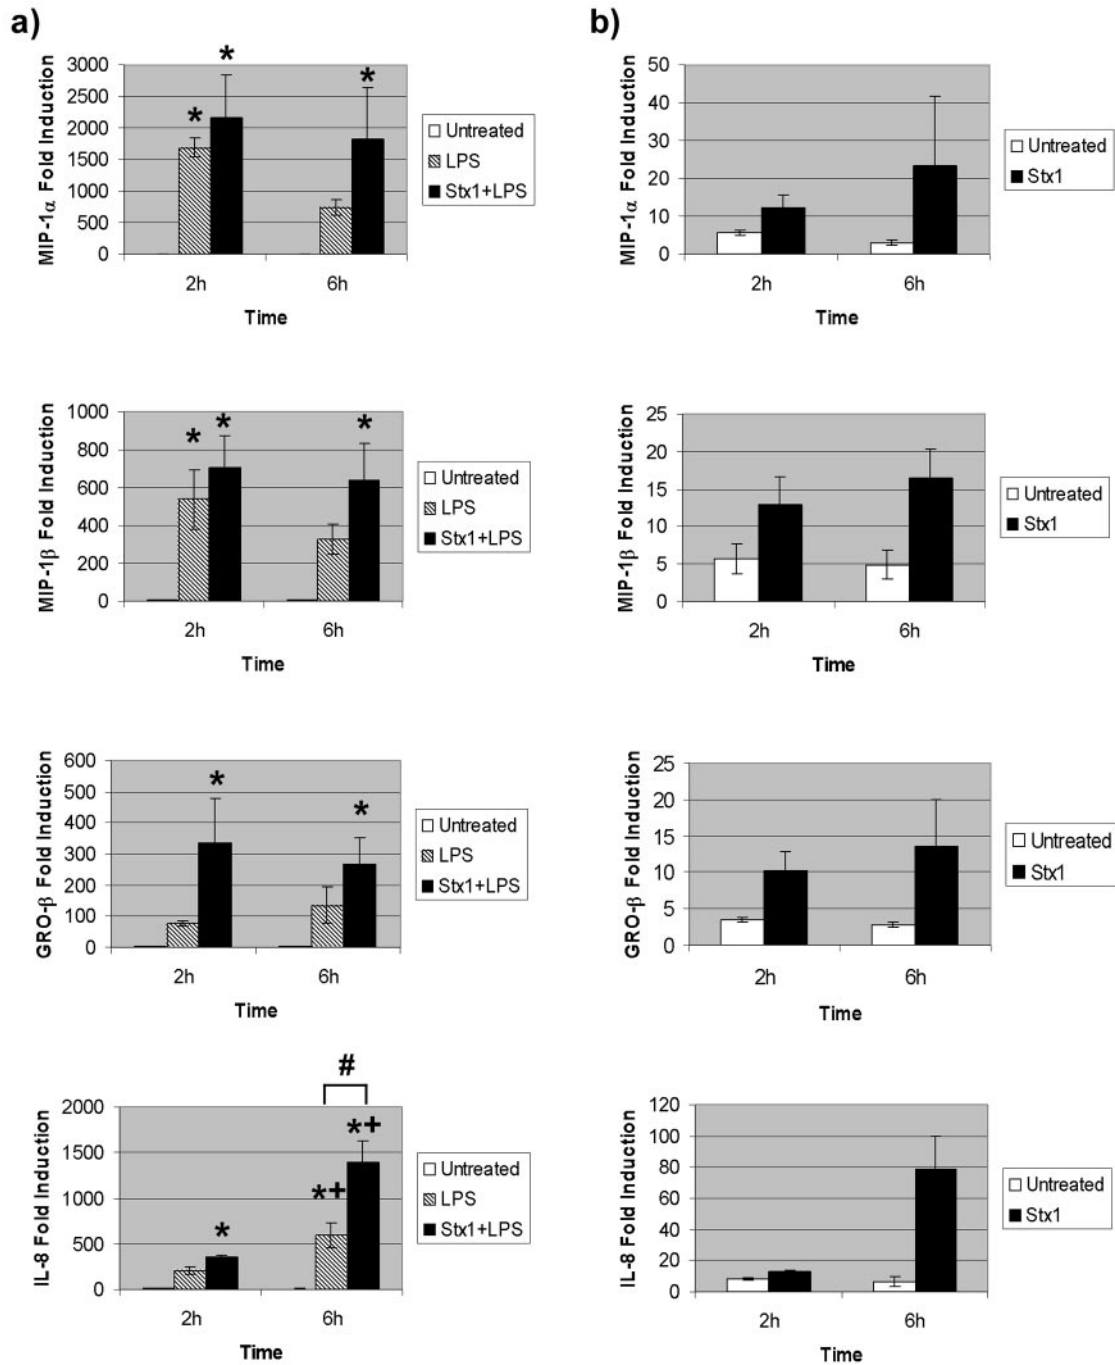 a)
MIP-1α Fold Induction
3000
2500
2000
1500
1000
500
0
* * *
2h 6h
Time
Untreated
LPS
Stx1+LPS
b)
MIP-1α Fold Induction
50
40
30
20
10
0
2h 6h
Time
Untreated
Stx1
MIP-1β Fold Induction
1000
800
600
400
200
0
* * *
2h 6h
Time
Untreated
LPS
Stx1+LPS
MIP-1β Fold Induction
25
20
15
10
5
0
2h 6h
Time
Untreated
Stx1
GRO-β Fold Induction
600
500
400
300
200
100
0
* *
2h 6h
Time
Untreated
LPS
Stx1+LPS
GRO-β Fold Induction
25
20
15
10
5
0
2h 6h
Time
Untreated
Stx1
IL-8 Fold Induction
2000
1500
1000
500
0
#
*+
*+
*
2h 6h
Time
Untreated
LPS
Stx1+LPS
IL-8 Fold Induction
120
100
80
60
40
20
0
2h 6h
Time
Untreated
Stx1